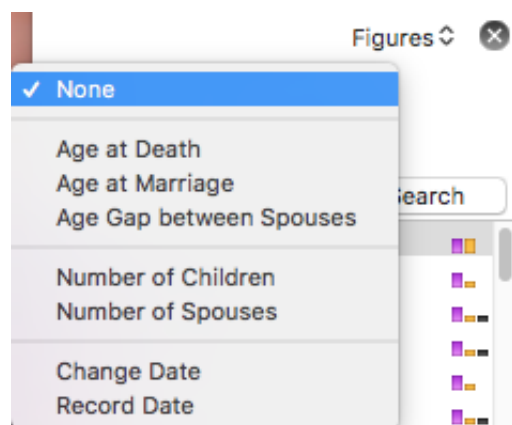 Figures
None
Age at Death
Age at Marriage
Search
Age Gap between Spouses
Number of Children
Number of Spouses
Change Date
Record Date